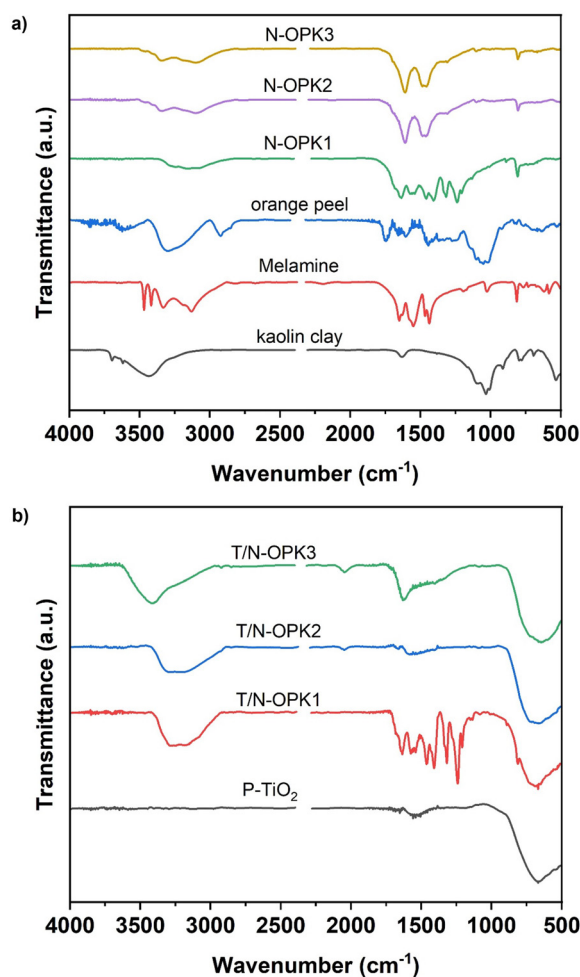 a)
N-OPK3
N-OPK2
N-OPK1
orange peel
Melamine
kaolin clay
Transmittance (a.u.)
4000 3500 3000 2500 2000 1500 1000 500
Wavenumber (cm⁻¹)
b)
T/N-OPK3
T/N-OPK2
T/N-OPK1
P-TiO₂
Transmittance (a.u.)
4000 3500 3000 2500 2000 1500 1000 500
Wavenumber (cm⁻¹)